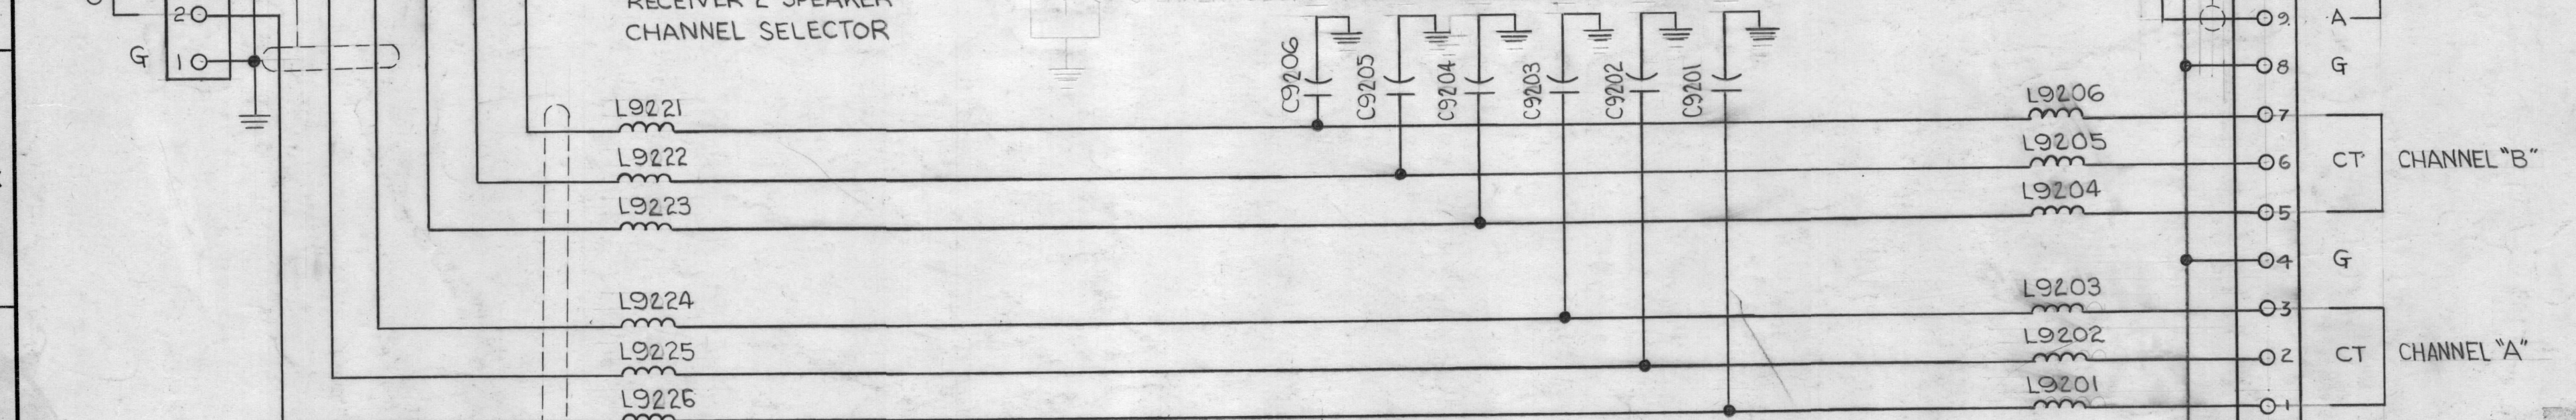 RECEIVER 2 SPEAKER
CHANNEL SELECTOR
2
G 1
C9206
C9205
C9204
C9203
C9202
C9201
9 A
8 G
L9221
L9206
7
L9222
L9205
6 CT CHANNEL "B"
L9223
L9204
5
4 G
L9224
L9203
3
L9225
L9202
2 CT CHANNEL "A"
L9226
L9201
1